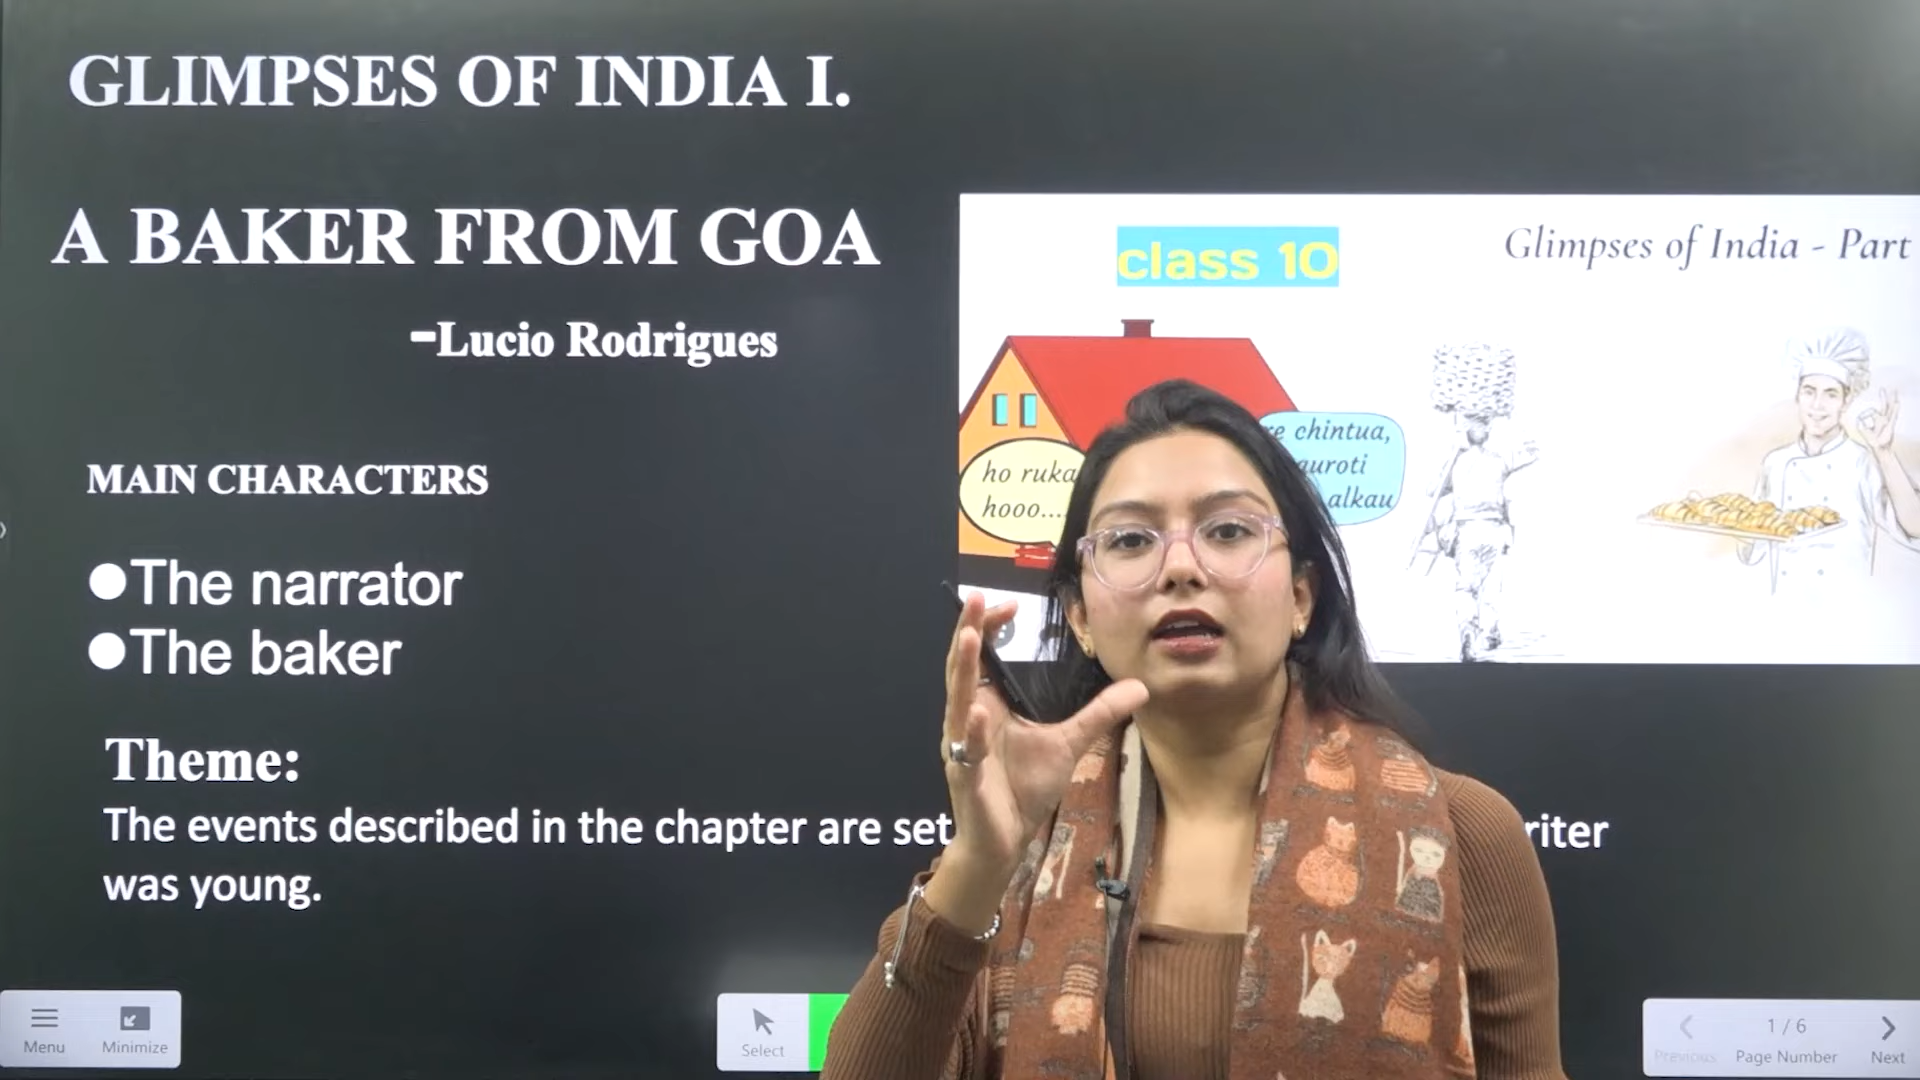 GLIMPSES OF INDIA I.
A BAKER FROM GOA
-Lucio Rodrigues
MAIN CHARACTERS
●The narrator
●The baker
Theme:
The events described in the chapter are set
was young.
class 10
Glimpses of India - Part
ho ruka
hooo....
chintua,
alkau
Menu
Minimize
Select
1 / 6
Previous
Page Number
Next